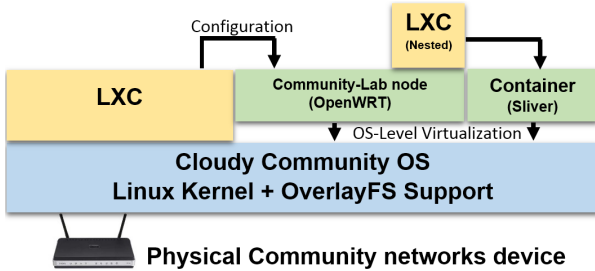 LXC
(Nested)
Configuration
LXC
Community-Lab node
(OpenWRT)
Container
(Sliver)
OS-Level Virtualization
Cloudy Community OS
Linux Kernel + OverlayFS Support
Physical Community networks device